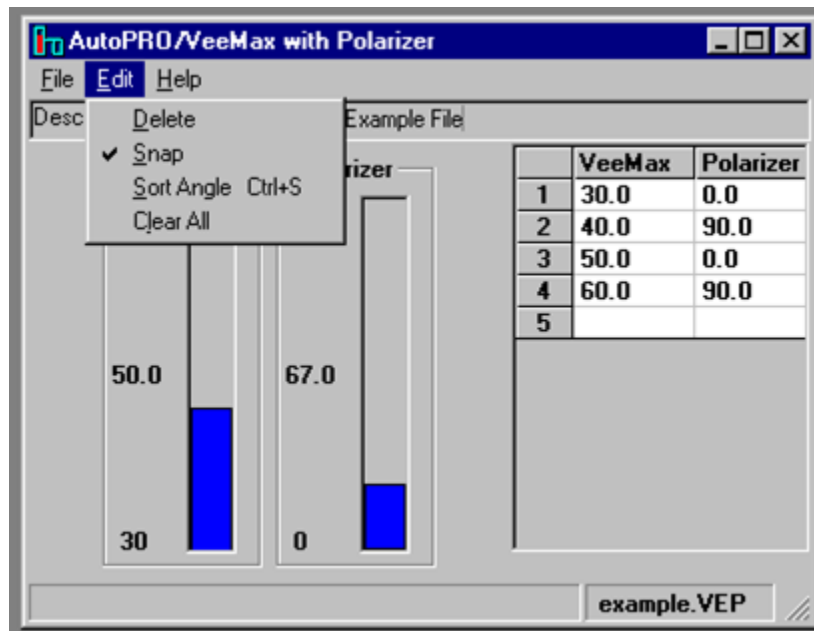 AutoPRO/VeeMax with Polarizer
File Edit Help
Desc Example File
Delete
Snap
Sort Angle Ctrl+S
Clear All
rizer
VeeMax Polarizer
1 30.0 0.0
2 40.0 90.0
3 50.0 0.0
4 60.0 90.0
5
50.0 67.0
30 0
example.VEP